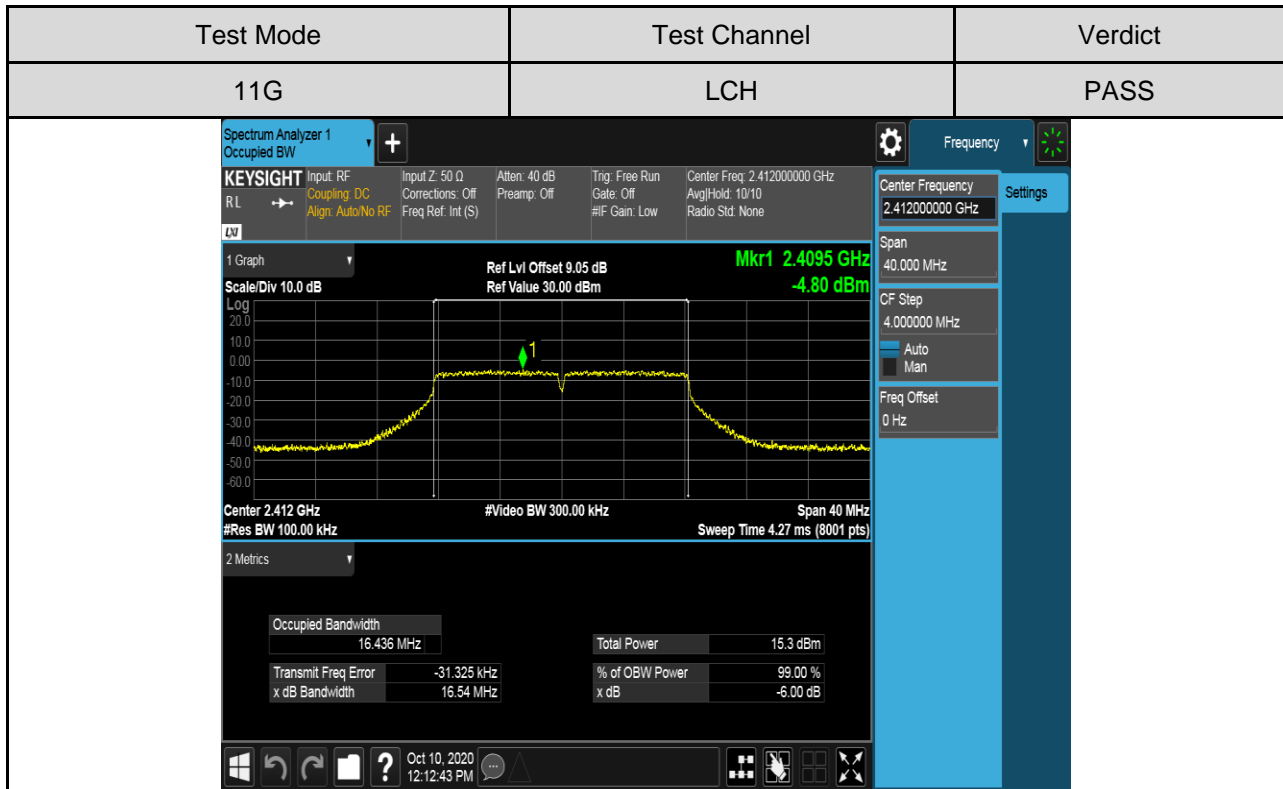 Test Mode Test Channel Verdict
11G LCH PASS
Spectrum Analyzer 1
Occupied BW
+
Frequency
KEYSIGHT Input: RF Input Z: 50 Ω Atten: 40 dB Trig: Free Run Center Freq: 2.412000000 GHz
RL Coupling: DC Corrections: Off Preamp: Off Gate: Off Avg|Hold: 10/10
Align: Auto/No RF Freq Ref: Int (S) #IF Gain: Low Radio Std: None
LXI
Center Frequency
2.412000000 GHz
Settings
Span
40.000 MHz
CF Step
4.000000 MHz
Auto
Man
Freq Offset
0 Hz
1 Graph Ref Lvl Offset 9.05 dB Mkr1 2.4095 GHz
Scale/Div 10.0 dB Ref Value 30.00 dBm -4.80 dBm
Log
20.0
10.0
1
0.00
-10.0
-20.0
-30.0
-40.0
-50.0
-60.0
Center 2.412 GHz #Video BW 300.00 kHz Span 40 MHz
#Res BW 100.00 kHz Sweep Time 4.27 ms (8001 pts)
2 Metrics
Occupied Bandwidth
16.436 MHz Total Power 15.3 dBm
Transmit Freq Error -31.325 kHz % of OBW Power 99.00 %
x dB Bandwidth 16.54 MHz x dB -6.00 dB
? Oct 10, 2020
12:12:43 PM